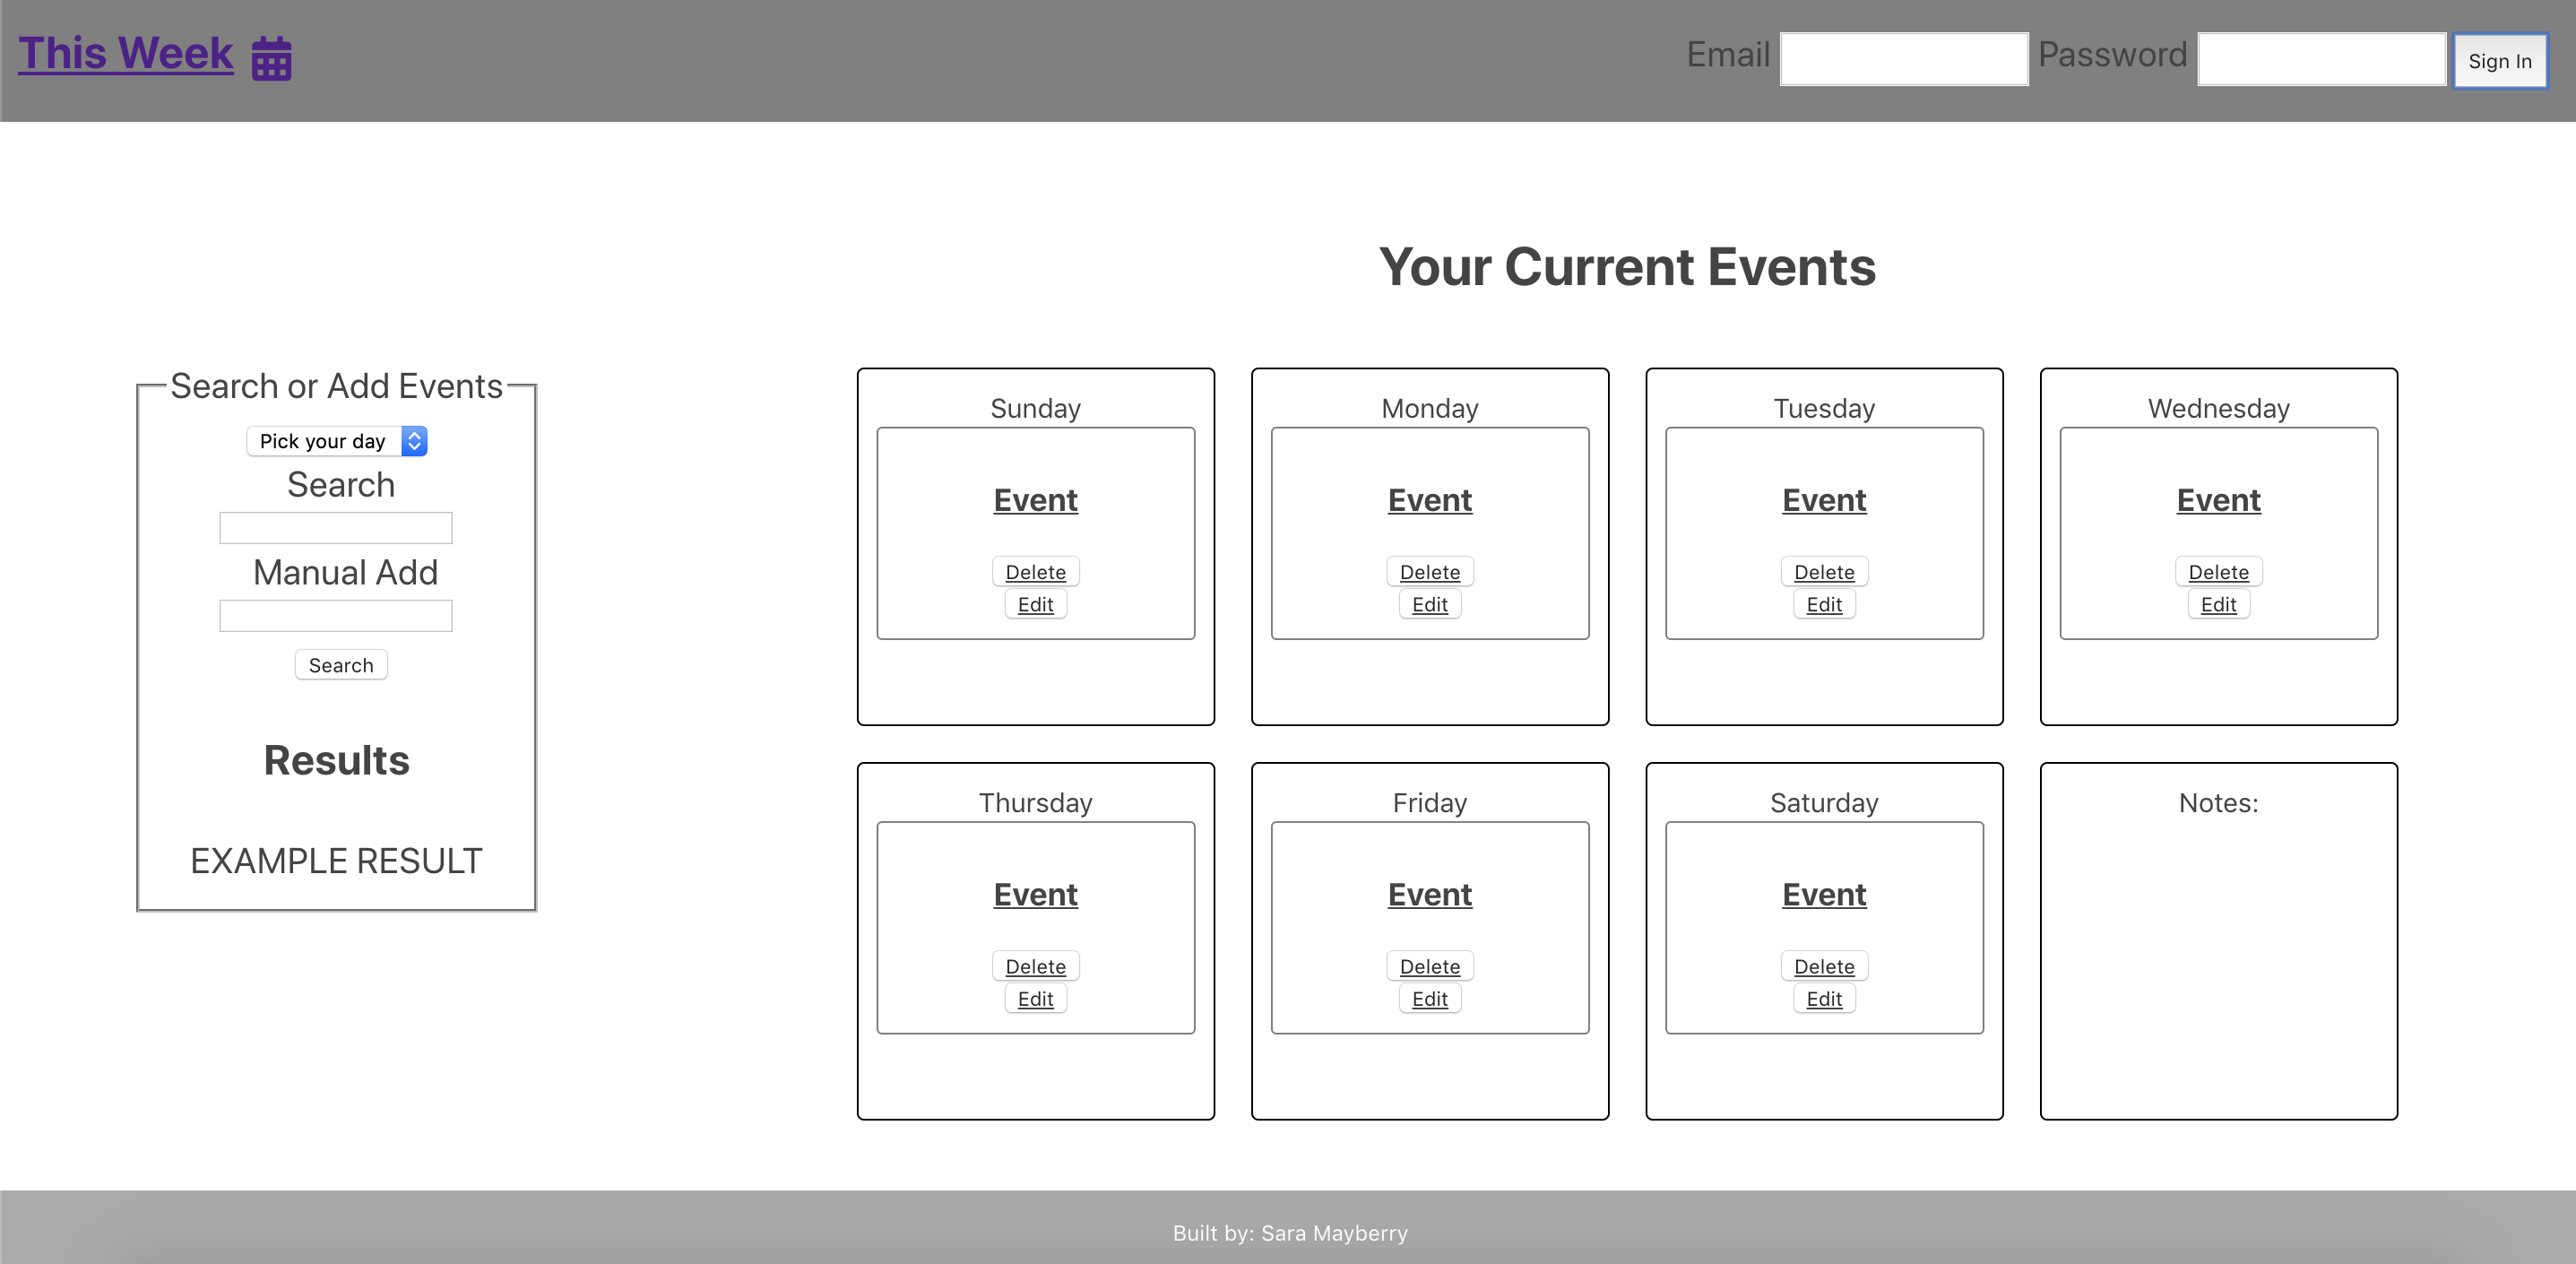 This Week
Email Password Sign In
Your Current Events
Search or Add Events
Pick your day
Search
Manual Add
Search
Results
EXAMPLE RESULT
Sunday
Event
Delete
Edit
Monday
Event
Delete
Edit
Tuesday
Event
Delete
Edit
Wednesday
Event
Delete
Edit
Thursday
Event
Delete
Edit
Friday
Event
Delete
Edit
Saturday
Event
Delete
Edit
Notes:
Built by: Sara Mayberry